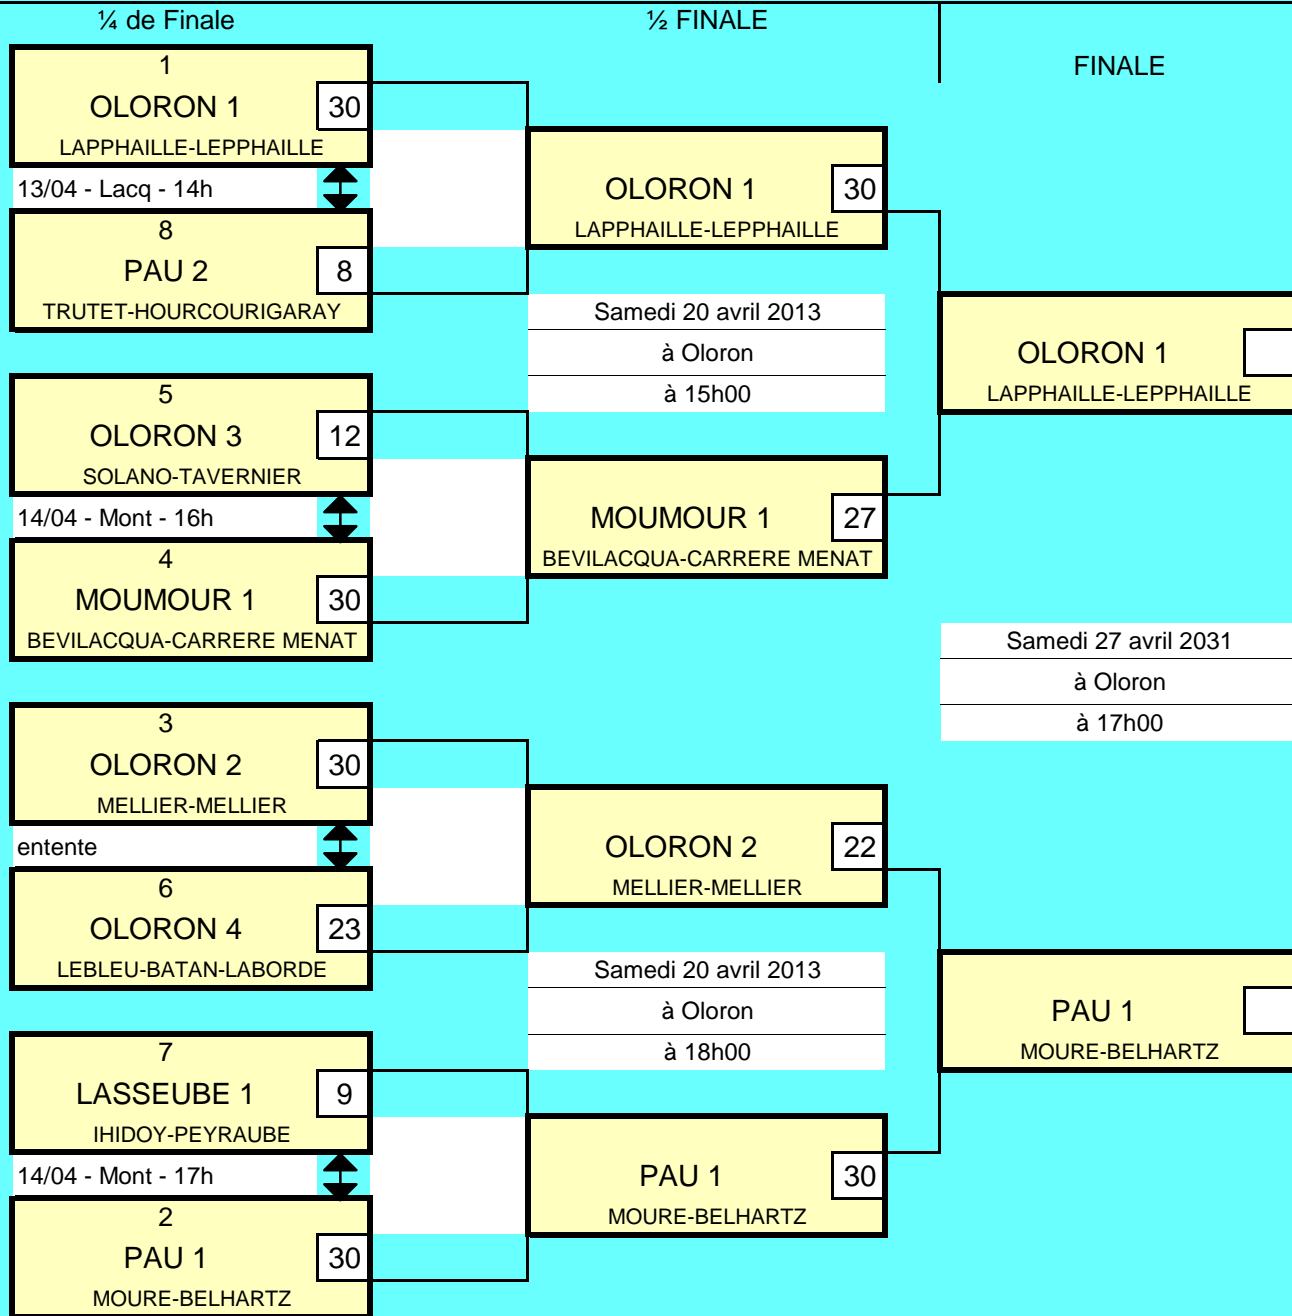 ¼ de Finale
½ FINALE
FINALE
1
OLORON 1
30
LAPPHAILLE-LEPPHAILLE
13/04 - Lacq - 14h
8
PAU 2
8
TRUTET-HOURCOURIGARAY
5
OLORON 3
12
SOLANO-TAVERNIER
14/04 - Mont - 16h
4
MOUMOUR 1
30
BEVILACQUA-CARRERE MENAT
3
OLORON 2
30
MELLIER-MELLIER
entente
6
OLORON 4
23
LEBLEU-BATAN-LABORDE
7
LASSEUBE 1
9
IHIDOY-PEYRAUBE
14/04 - Mont - 17h
2
PAU 1
30
MOURE-BELHARTZ
OLORON 1
30
LAPPHAILLE-LEPPHAILLE
Samedi 20 avril 2013
à Oloron
à 15h00
MOUMOUR 1
27
BEVILACQUA-CARRERE MENAT
OLORON 2
22
MELLIER-MELLIER
Samedi 20 avril 2013
à Oloron
à 18h00
PAU 1
30
MOURE-BELHARTZ
OLORON 1
LAPPHAILLE-LEPPHAILLE
Samedi 27 avril 2031
à Oloron
à 17h00
PAU 1
MOURE-BELHARTZ